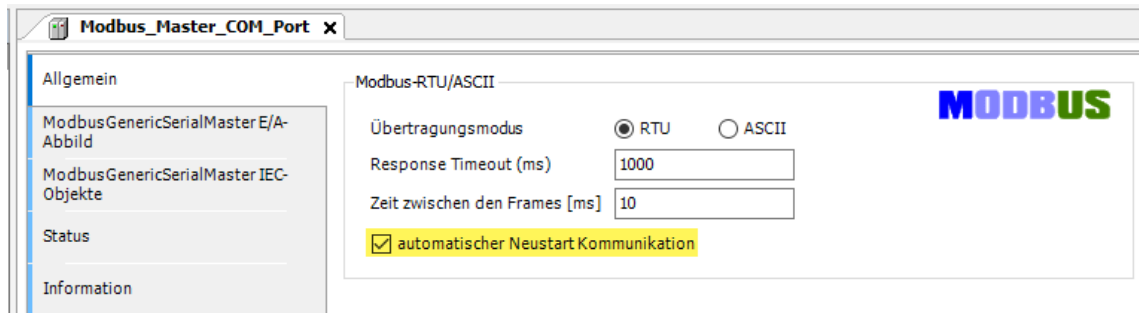 Modbus_Master_COM_Port X
Allgemein
ModbusGenericSerialMaster E/A-
Abbild
ModbusGenericSerialMaster IEC-
Objekte
Status
Information
Modbus-RTU/ASCII
MODBUS
Übertragungsmodus RTU ASCII
Response Timeout (ms) 1000
Zeit zwischen den Frames [ms] 10
automatischer Neustart Kommunikation